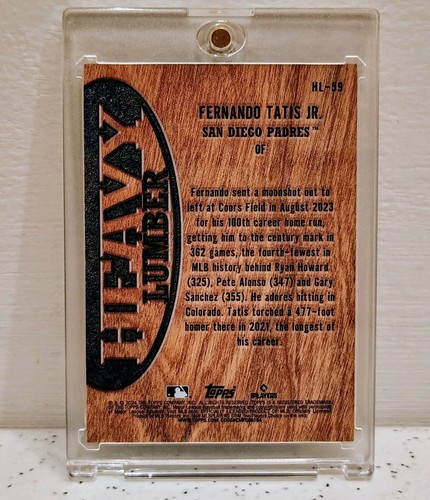 HL-59
FERNANDO TATIS JR.
SAN DIEGO PADRES™
OF
HEAVY
LUMBER
Fernando sent a moonshot out to
left at Coors Field in August 2023
for his 100th career home run,
getting him to the century mark in
362 games, the fourth-fewest in
MLB history behind Ryan Howard
(325), Pete Alonso (347) and Gary
Sanchez (355). He adores hitting in
Colorado. Tatis torched a 477-foot
homer there in 2021, the longest of
his career.
Topps
PLAYERS